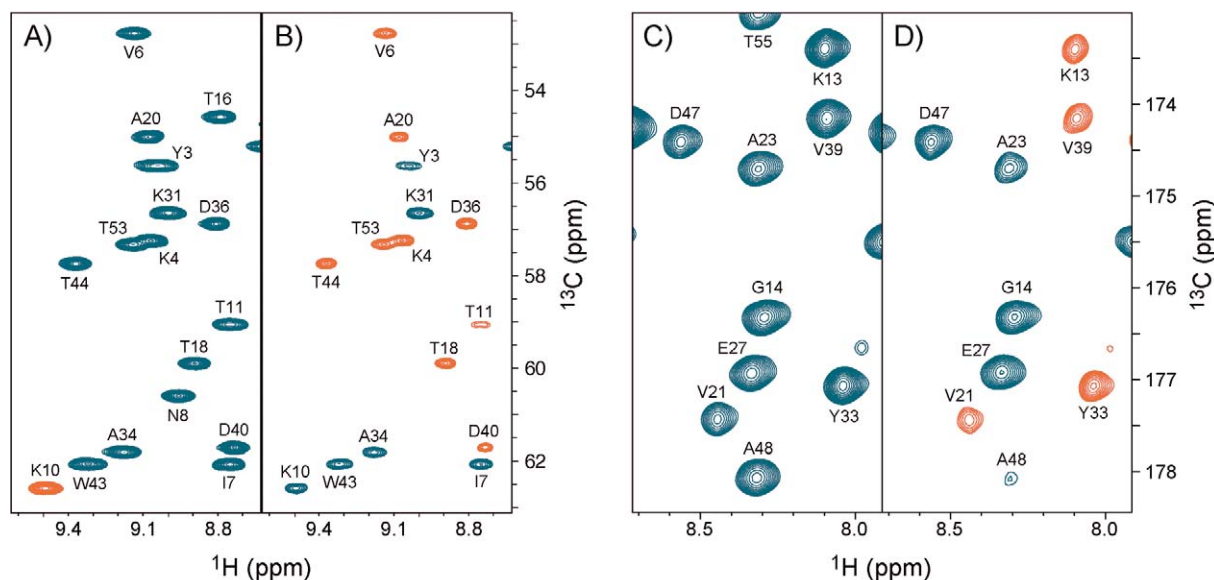 A)
V6
T16
A20
Y3
K31
D36
T53
K4
T44
T11
T18
N8
A34
D40
K10
W43
I7
9.4
9.1
8.8
B)
V6
A20
Y3
K31
D36
T53
K4
T44
T11
T18
A34
D40
K10
W43
I7
9.4
9.1
8.8
54
56
58
60
62
13C (ppm)
1H (ppm)
C)
T55
K13
D47
A23
V39
G14
E27
V21
Y33
A48
8.5
8.0
D)
K13
D47
A23
V39
G14
E27
V21
Y33
A48
8.5
8.0
174
175
176
177
178
13C (ppm)
1H (ppm)